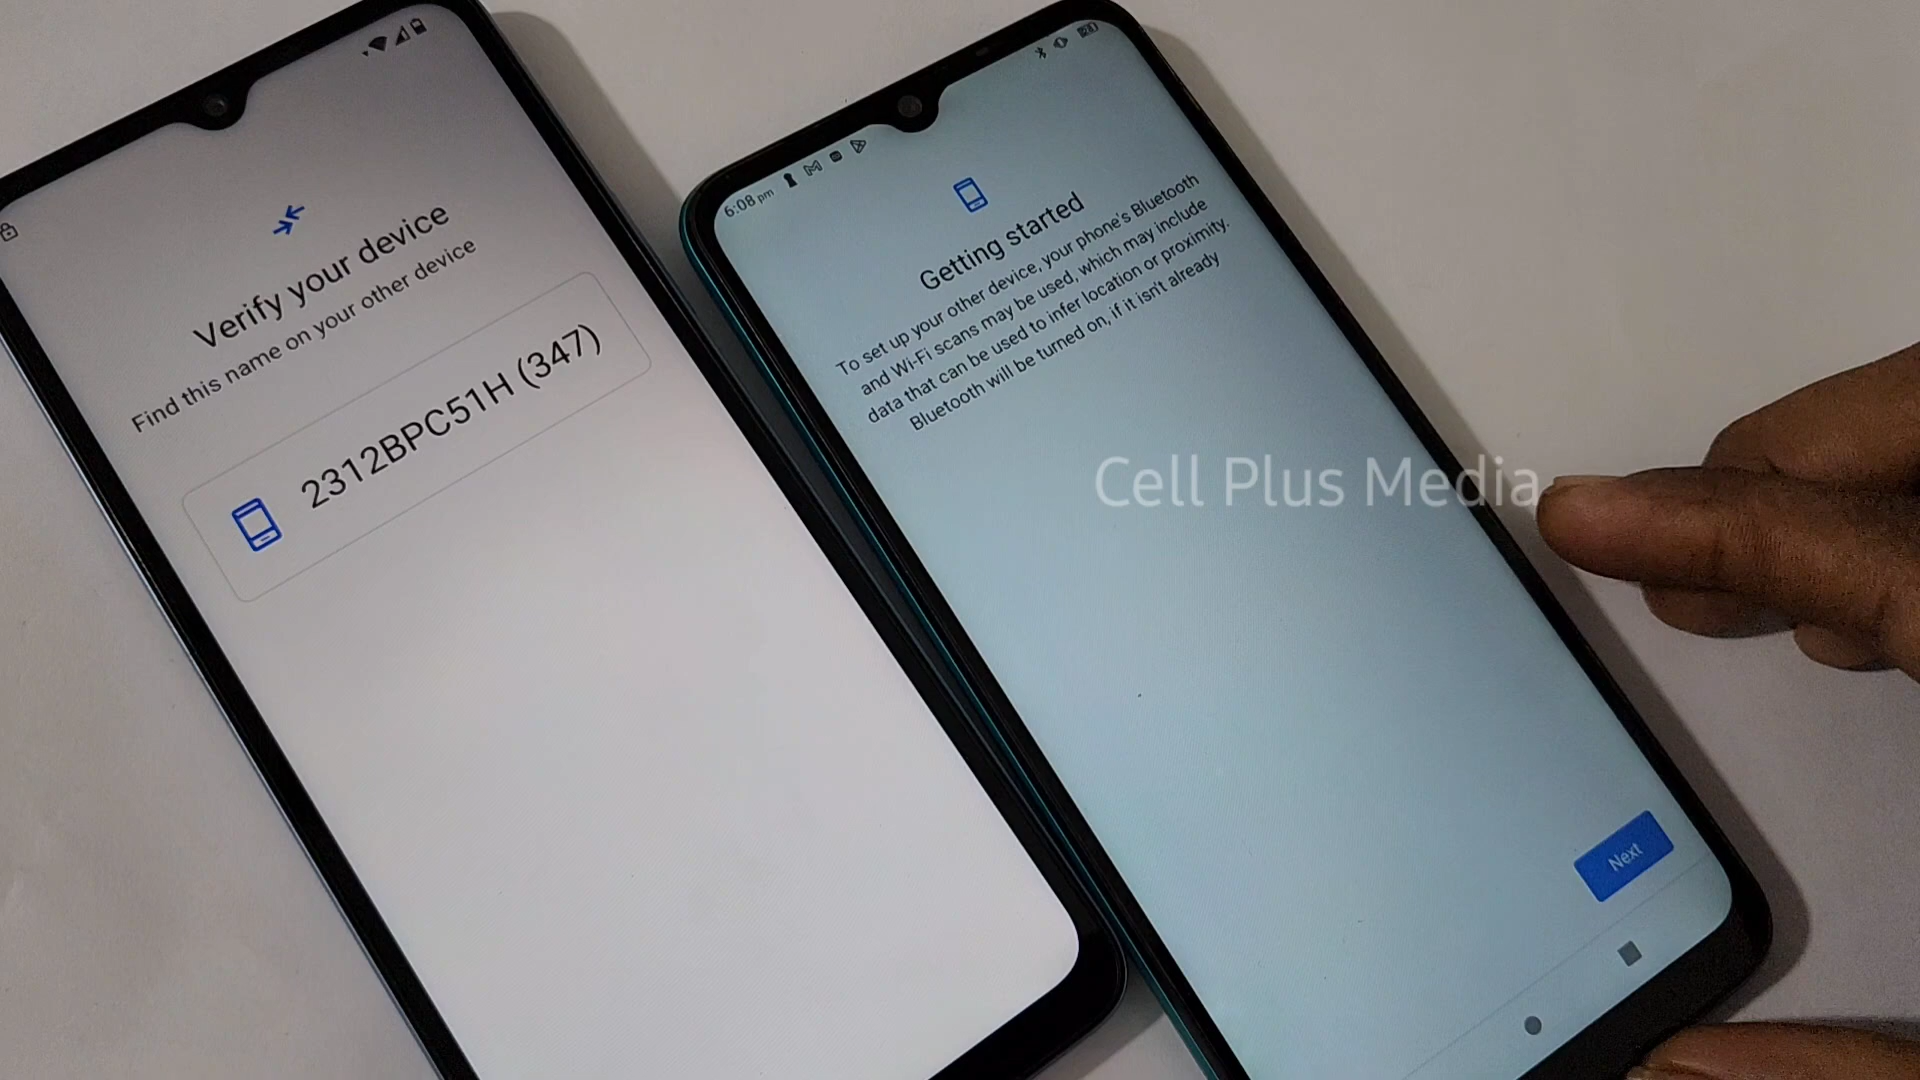 Verify your device
Find this name on your other device
2312BPC51H (347)
6:08 pm
Getting started
To set up your other device, your phone's Bluetooth
and Wi-Fi scans may be used, which may include
data that can be used to infer location or proximity.
Bluetooth will be turned on, if it isn't already
Cell Plus Media
Next